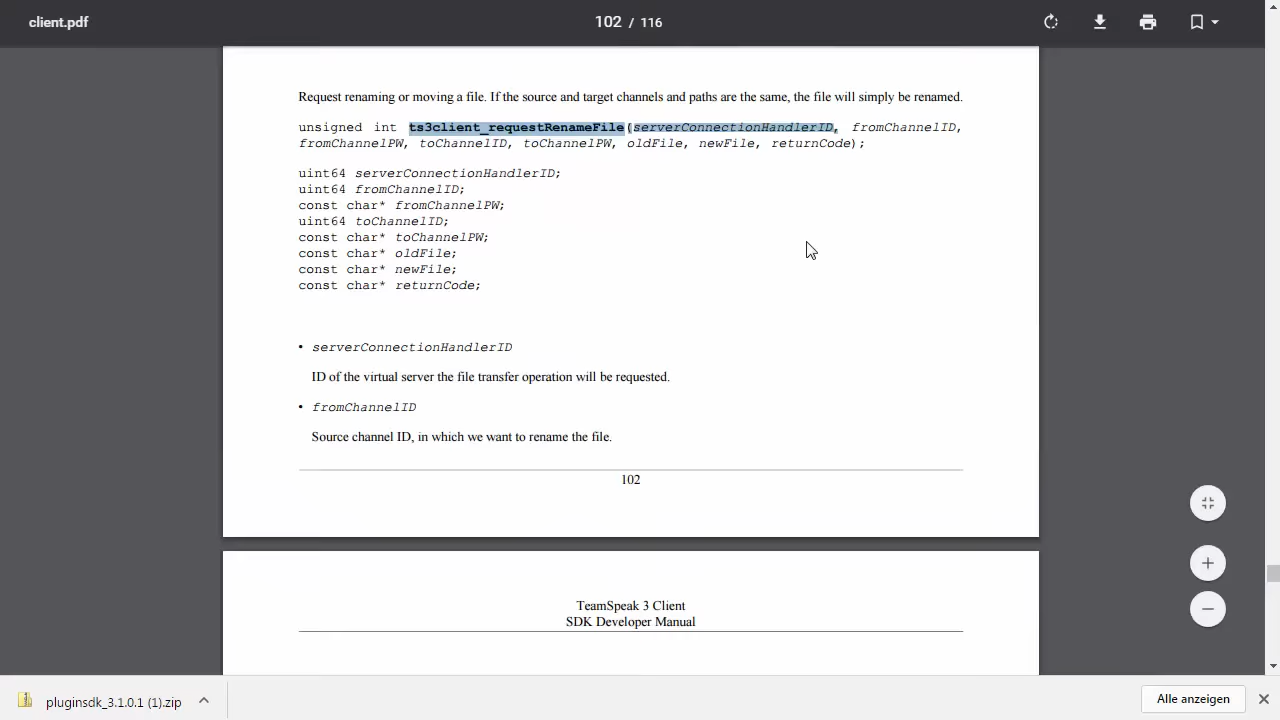 client.pdf
102 / 116
Request renaming or moving a file. If the source and target channels and paths are the same, the file will simply be renamed.
unsigned int ts3client_requestRenameFile(serverConnectionHandlerID, fromChannelID,
fromChannelPW, toChannelID, toChannelPW, oldFile, newFile, returnCode);
uint64 serverConnectionHandlerID;
uint64 fromChannelID;
const char* fromChannelPW;
uint64 toChannelID;
const char* toChannelPW;
const char* oldFile;
const char* newFile;
const char* returnCode;
• serverConnectionHandlerID
ID of the virtual server the file transfer operation will be requested.
• fromChannelID
Source channel ID, in which we want to rename the file.
102
TeamSpeak 3 Client
SDK Developer Manual
pluginsdk_3.1.0.1 (1).zip
Alle anzeigen